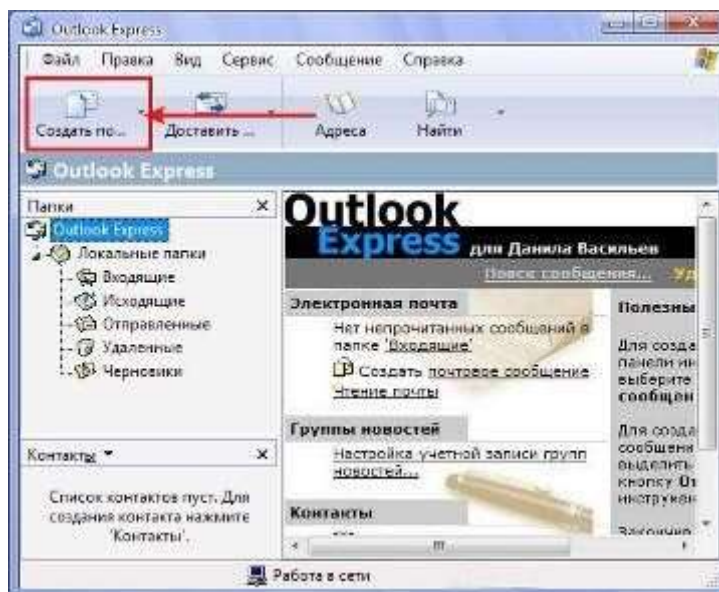 Outlook Express
Файл Правка Вид Сервис Сообщение Справка
Создать по... Доставить ... Адреса Найти
Outlook Express
Папки
Outlook Express
Локальные папки
Входящие
Исходящие
Отправленные
Удаленные
Черновики
Контакты
Список контактов пуст. Для
создания контакта нажмите
'Контакты'.
Outlook
Express для Данила Васильев
Поиск сообщения... Уд
Электронная почта
Нет непрочитанных сообщений в
папке 'Входящие'
Создать почтовое сообщение
Чтение почты
Группы новостей
Настройка учетной записи групп
новостей...
Контакты
Полезны
Для созда
панели ин
выберите
сообщен
Для созда
сообщени
выделить
кнопку От
инструмен
Работа в сети